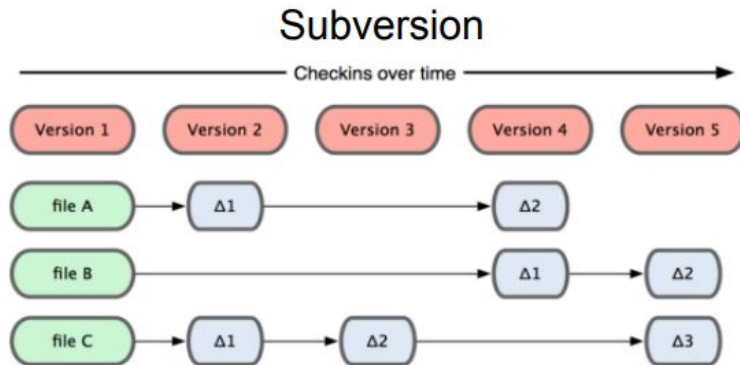 Subversion
Checkins over time
Version 1 Version 2 Version 3 Version 4 Version 5
file A Δ1 Δ2
file B Δ1 Δ2
file C Δ1 Δ2 Δ3